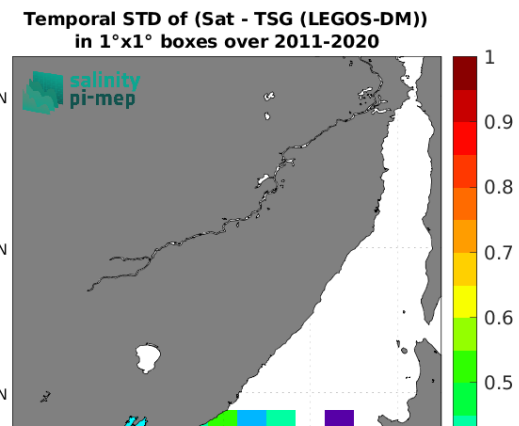 Temporal STD of (Sat - TSG (LEGOS-DM))
in 1°x1° boxes over 2011-2020
salinity
pi-mep
N
N
N
1
0.9
0.8
0.7
0.6
0.5